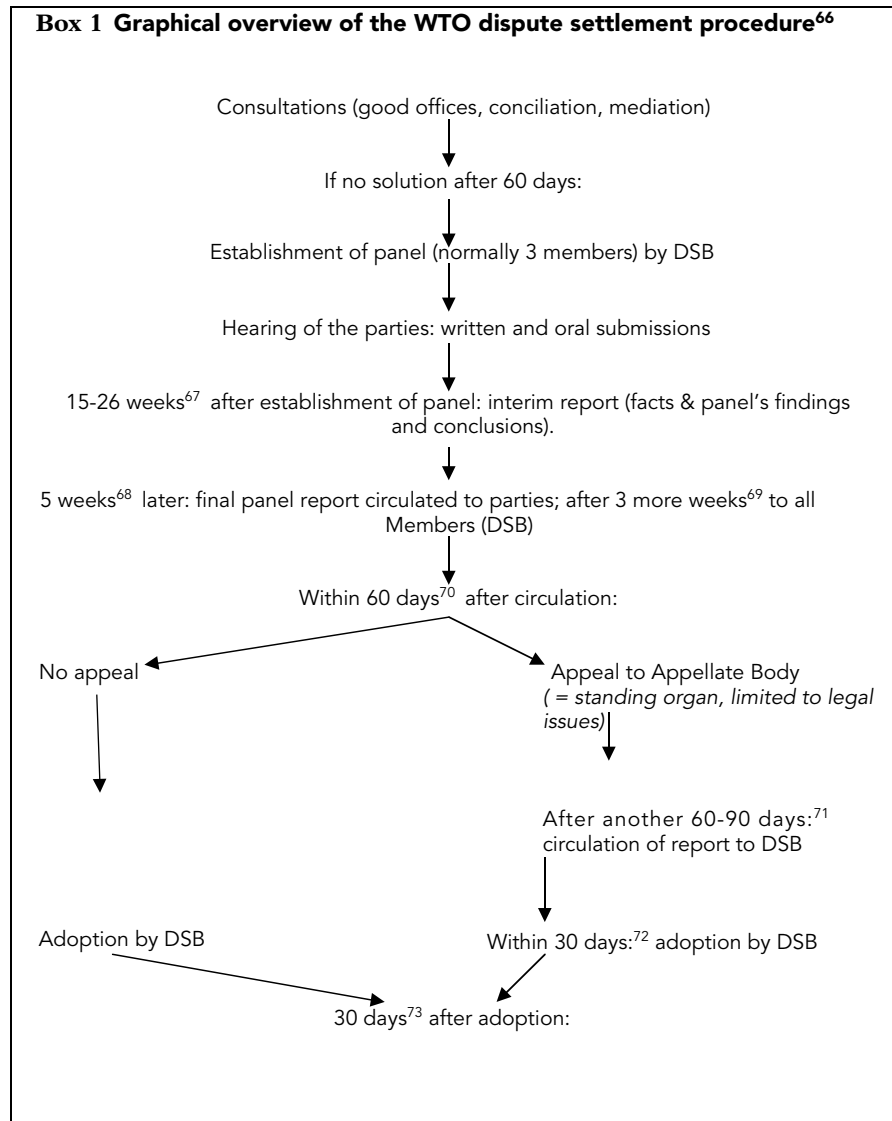 Box 1 Graphical overview of the WTO dispute settlement procedure66
Consultations (good offices, conciliation, mediation)
If no solution after 60 days:
Establishment of panel (normally 3 members) by DSB
Hearing of the parties: written and oral submissions
15-26 weeks67 after establishment of panel: interim report (facts & panel's findings
and conclusions).
5 weeks68 later: final panel report circulated to parties; after 3 more weeks69 to all
Members (DSB)
Within 60 days70 after circulation:
No appeal
Appeal to Appellate Body
( = standing organ, limited to legal
issues)
After another 60-90 days:71
circulation of report to DSB
Adoption by DSB
Within 30 days:72 adoption by DSB
30 days73 after adoption: